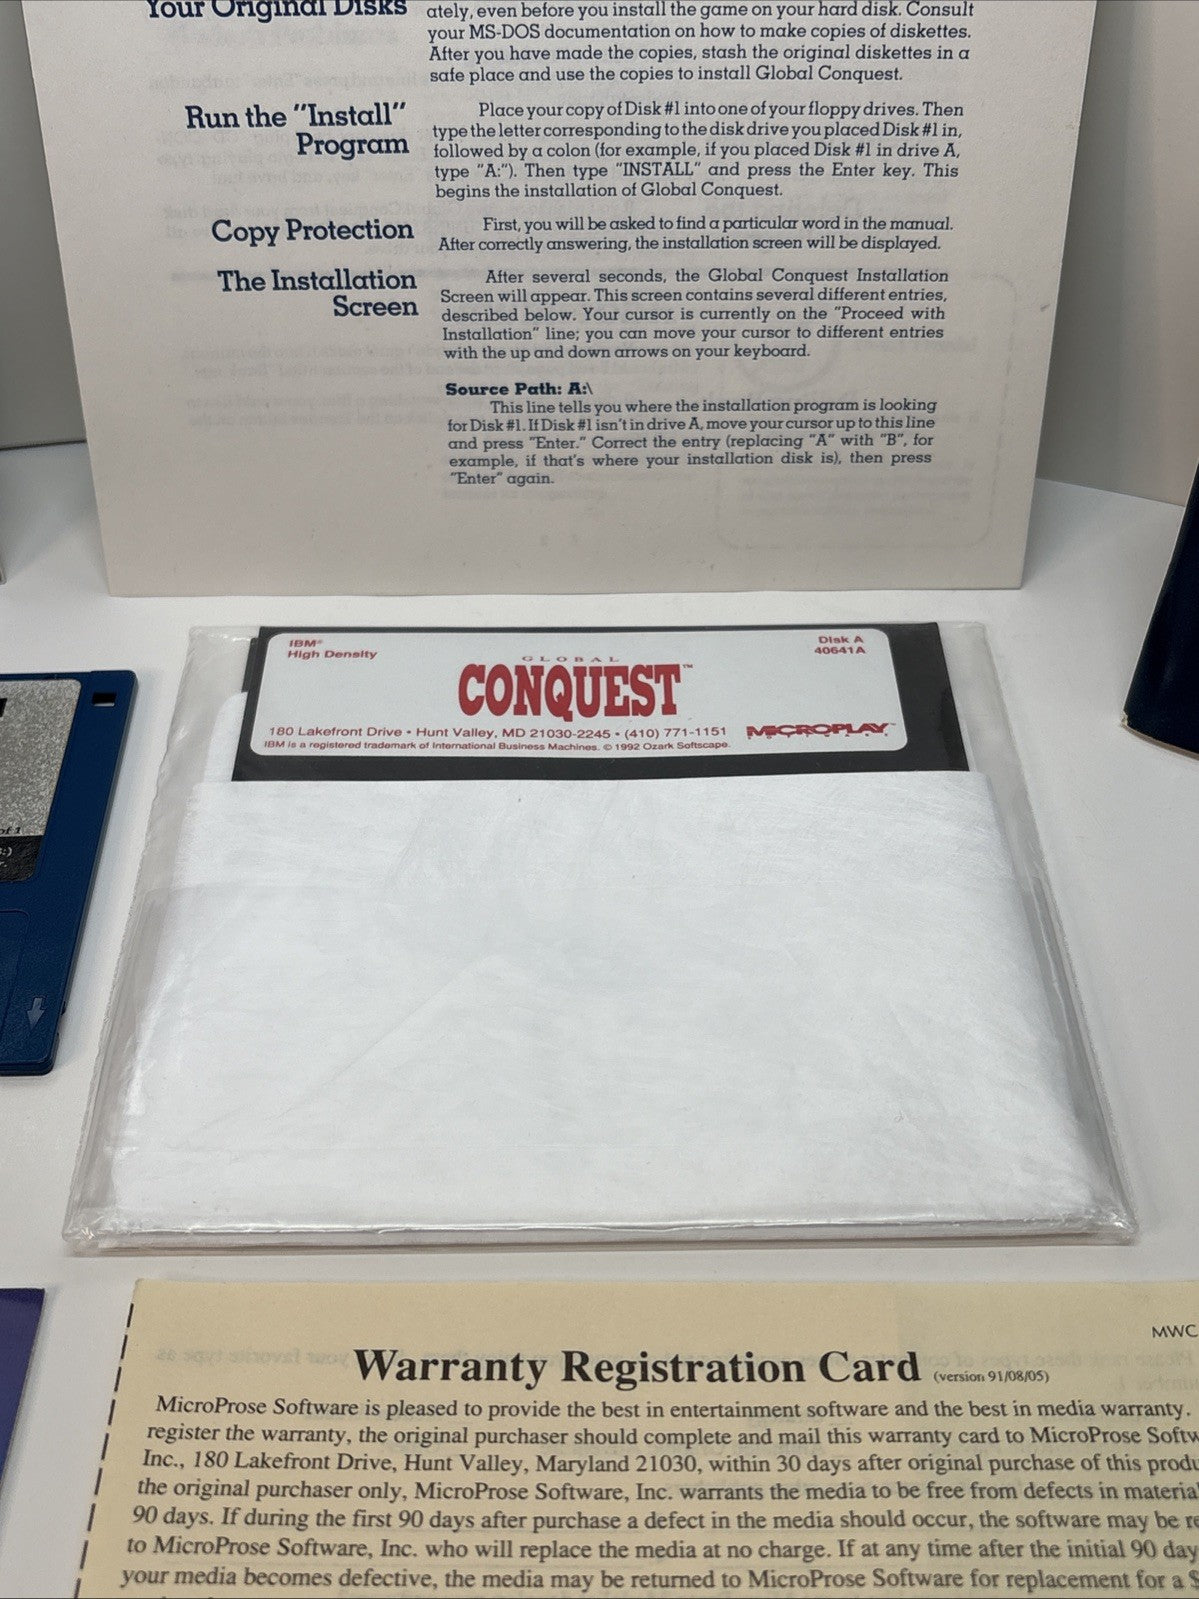 Your Original Disks
ately, even before you install the game on your hard disk. Consult
your MS-DOS documentation on how to make copies of diskettes.
After you have made the copies, stash the original diskettes in a
safe place and use the copies to install Global Conquest.
Run the "Install"
Program
Place your copy of Disk #1 into one of your floppy drives. Then
type the letter corresponding to the disk drive you placed Disk #1 in,
followed by a colon (for example, if you placed Disk #1 in drive A,
type "A:"). Then type "INSTALL" and press the Enter key. This
begins the installation of Global Conquest.
Copy Protection
First, you will be asked to find a particular word in the manual.
After correctly answering, the installation screen will be displayed.
The Installation
Screen
After several seconds, the Global Conquest Installation
Screen will appear. This screen contains several different entries,
described below. Your cursor is currently on the "Proceed with
Installation" line; you can move your cursor to different entries
with the up and down arrows on your keyboard.
Source Path: A:\
This line tells you where the installation program is looking
for Disk #1. If Disk #1 isn't in drive A, move your cursor up to this line
and press "Enter." Correct the entry (replacing "A" with "B", for
example, if that's where your installation disk is), then press
"Enter" again.
IBM®
High Density
Disk A
40641A
GLOBAL
CONQUEST™
180 Lakefront Drive • Hunt Valley, MD 21030-2245 • (410) 771-1151
MICROPLAY™
IBM is a registered trademark of International Business Machines. © 1992 Ozark Softscape.
of 1
MWC
Warranty Registration Card (version 91/08/05)
MicroProse Software is pleased to provide the best in entertainment software and the best in media warranty.
register the warranty, the original purchaser should complete and mail this warranty card to MicroProse Softw
Inc., 180 Lakefront Drive, Hunt Valley, Maryland 21030, within 30 days after original purchase of this produ
the original purchaser only, MicroProse Software, Inc. warrants the media to be free from defects in material
90 days. If during the first 90 days after purchase a defect in the media should occur, the software may be re
to MicroProse Software, Inc. who will replace the media at no charge. If at any time after the initial 90 day
your media becomes defective, the media may be returned to MicroProse Software for replacement for a $